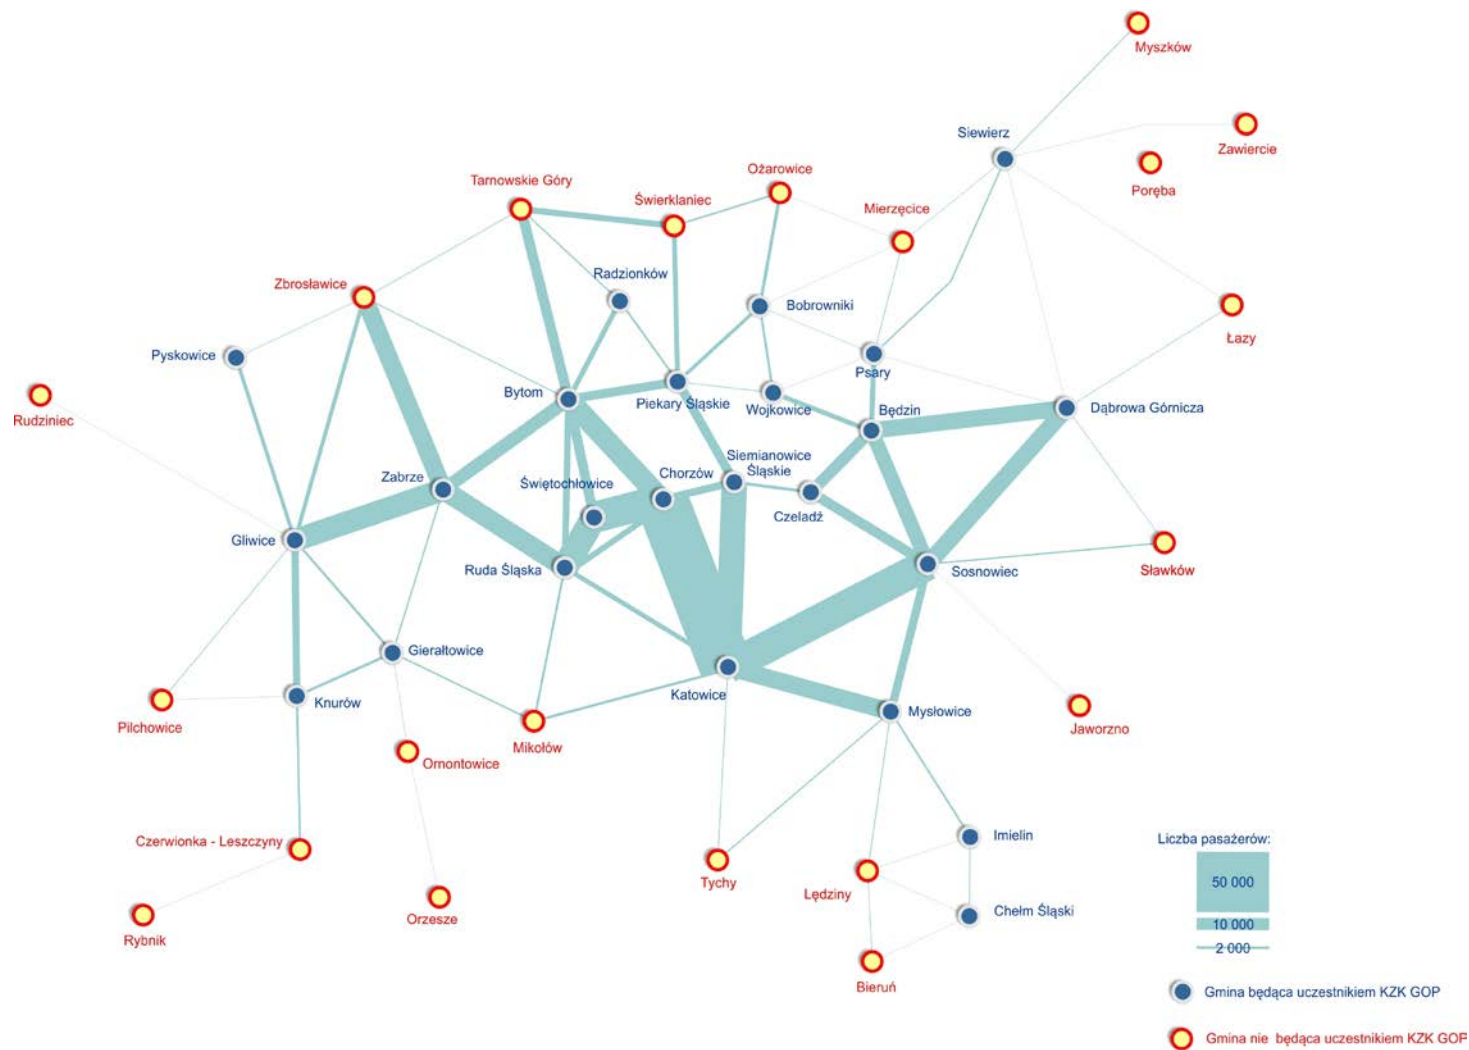 Myszków
Siewierz
Zawiercie
Poręba
Ożarowice
Tarnowskie Góry
Świerklaniec
Mierzęcice
Radzionków
Zbrosławice
Bobrowniki
Łazy
Pyskowice
Psary
Rudziniec
Bytom
Piekary Śląskie
Wojkowice
Będzin
Dąbrowa Górnicza
Siemianowice
Śląskie
Zabrze
Chorzów
Świętochłowice
Czeladź
Gliwice
Ruda Śląska
Sosnowiec
Sławków
Gierałtowice
Katowice
Knurów
Mysłowice
Pilchowice
Jaworzno
Mikołów
Ornontowice
Czerwionka - Leszczyny
Imielin
Liczba pasażerów:
Tychy
50 000
Lędziny
Chełm Śląski
Orzesze
10 000
Rybnik
2 000
Bieruń
Gmina będąca uczestnikiem KZK GOP
Gmina nie będąca uczestnikiem KZK GOP